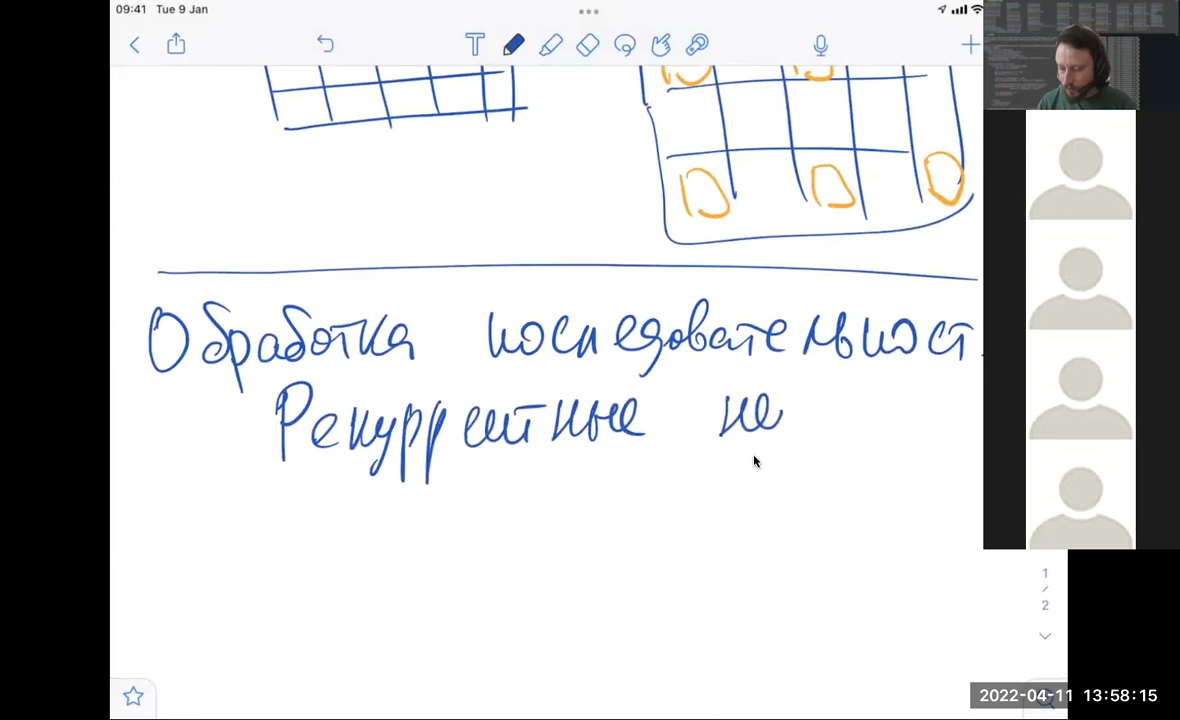 09:41 Tue 9 Jan
Обработка последовательност
Рекуррентные не
1
/
2
2022-04-11 13:58:15